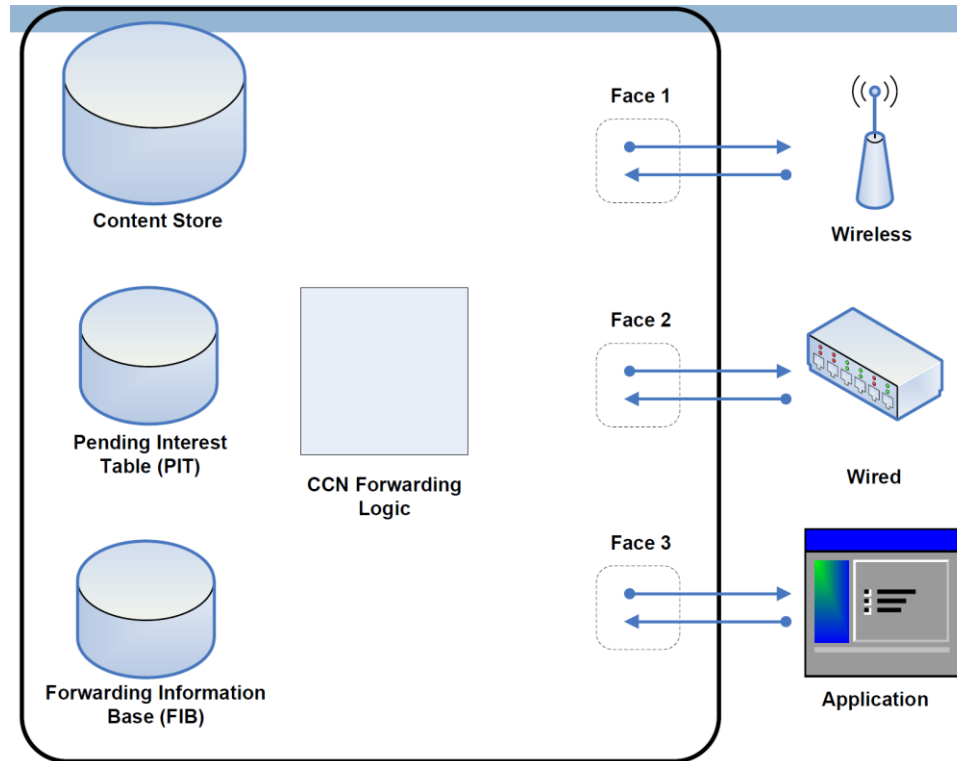 Face 1
Content Store
Wireless
Face 2
Pending Interest
Table (PIT)
CCN Forwarding
Logic
Wired
Face 3
Forwarding Information
Base (FIB)
Application